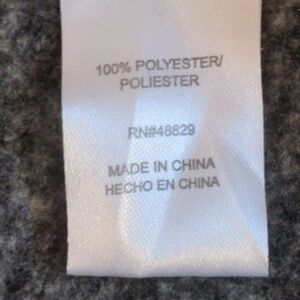 100% POLYESTER/
POLIESTER
RN#48829
MADE IN CHINA
HECHO EN CHINA